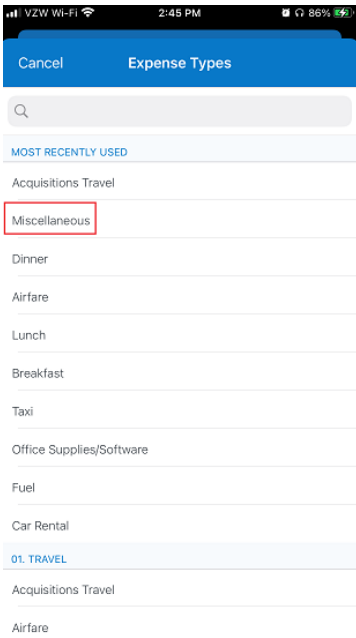 VZW Wi-Fi 2:45 PM 86%
Cancel Expense Types
MOST RECENTLY USED
Acquisitions Travel
Miscellaneous
Dinner
Airfare
Lunch
Breakfast
Taxi
Office Supplies/Software
Fuel
Car Rental
01. TRAVEL
Acquisitions Travel
Airfare